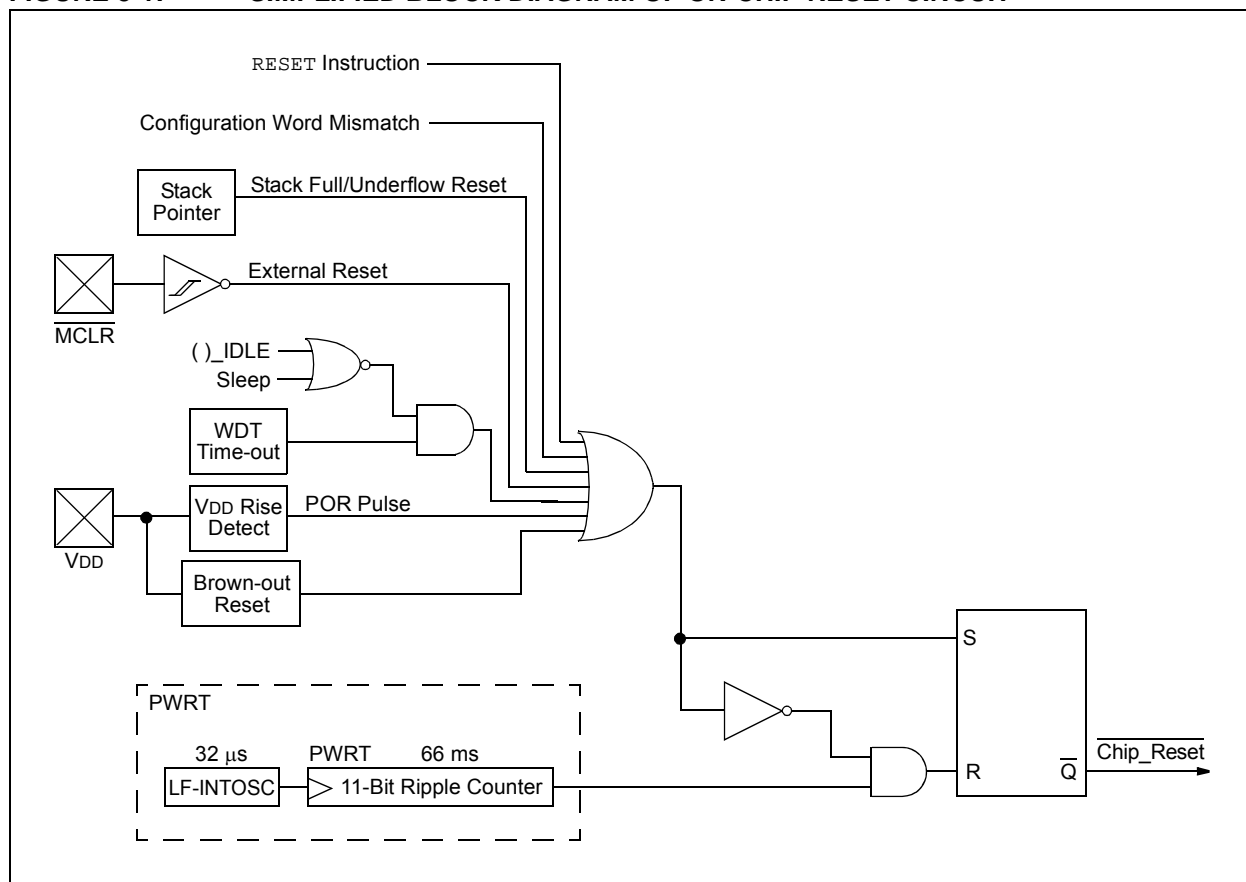 RESET Instruction
Configuration Word Mismatch
Stack
Pointer
Stack Full/Underflow Reset
External Reset
MCLR
( )_IDLE
Sleep
WDT
Time-out
VDD Rise
Detect
POR Pulse
VDD
Brown-out
Reset
S
PWRT
32 μs
PWRT
66 ms
LF-INTOSC
11-Bit Ripple Counter
R
Q
Chip_Reset